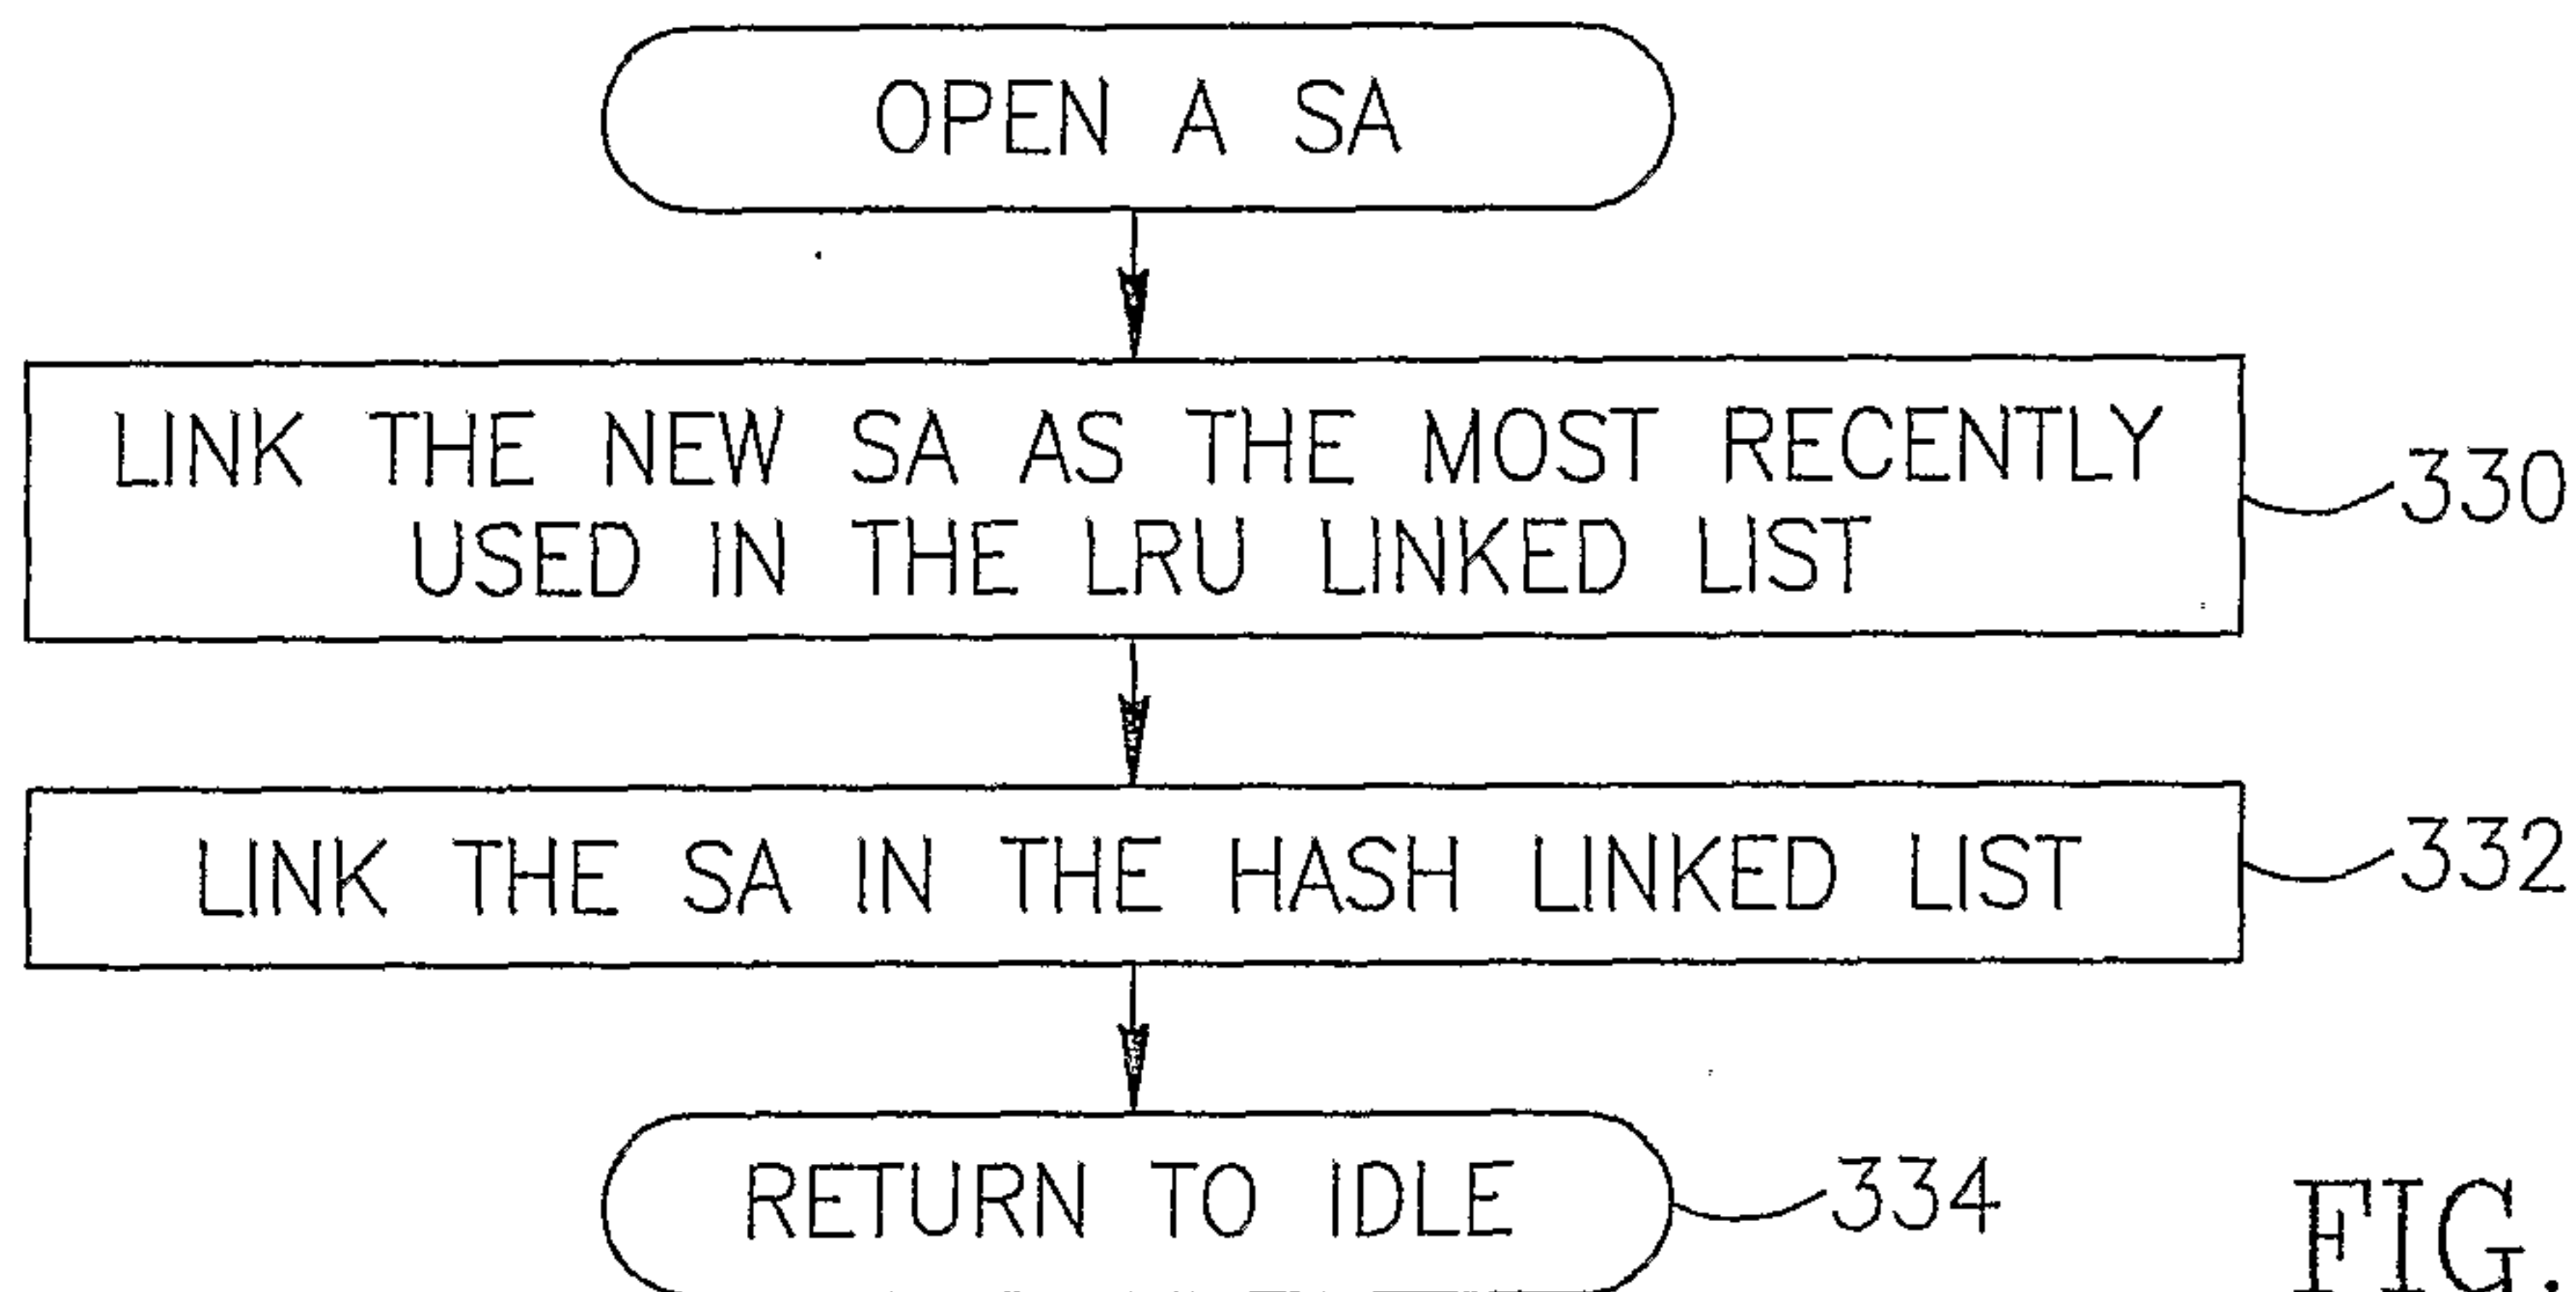 OPEN A SA
LINK THE NEW SA AS THE MOST RECENTLY
USED IN THE LRU LINKED LIST
330
LINK THE SA IN THE HASH LINKED LIST
332
RETURN TO IDLE
334
FIG.